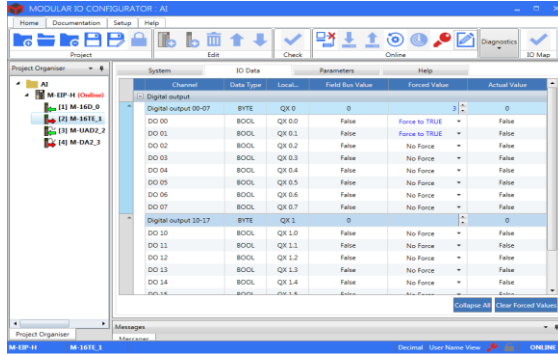 MODULAR IO CONFIGURATOR : AI
Home Documentation Setup Help
Project Edit Check Online Diagnostics IO Map
Project Organiser
System IO Data Parameters Help
AI
M-EIP-H (Online)
[1] M-16D_0
[2] M-16TE_1
[3] M-UAD2_2
[4] M-DA2_3
Channel Data Type Local... Field Bus Value Forced Value Actual Value
Digital output
Digital output 00-07 BYTE QX 0 0 3 0
DO 00 BOOL QX 0.0 False Force to TRUE False
DO 01 BOOL QX 0.1 False Force to TRUE False
DO 02 BOOL QX 0.2 False No Force False
DO 03 BOOL QX 0.3 False No Force False
DO 04 BOOL QX 0.4 False No Force False
DO 05 BOOL QX 0.5 False No Force False
DO 06 BOOL QX 0.6 False No Force False
DO 07 BOOL QX 0.7 False No Force False
Digital output 10-17 BYTE QX 1 0 0
DO 10 BOOL QX 1.0 False No Force False
DO 11 BOOL QX 1.1 False No Force False
DO 12 BOOL QX 1.2 False No Force False
DO 13 BOOL QX 1.3 False No Force False
DO 14 BOOL QX 1.4 False No Force False
Collapse All Clear Forced Values
Messages
Project Organiser
M-EIP-H M-16TE_1 Decimal User Name View ONLINE